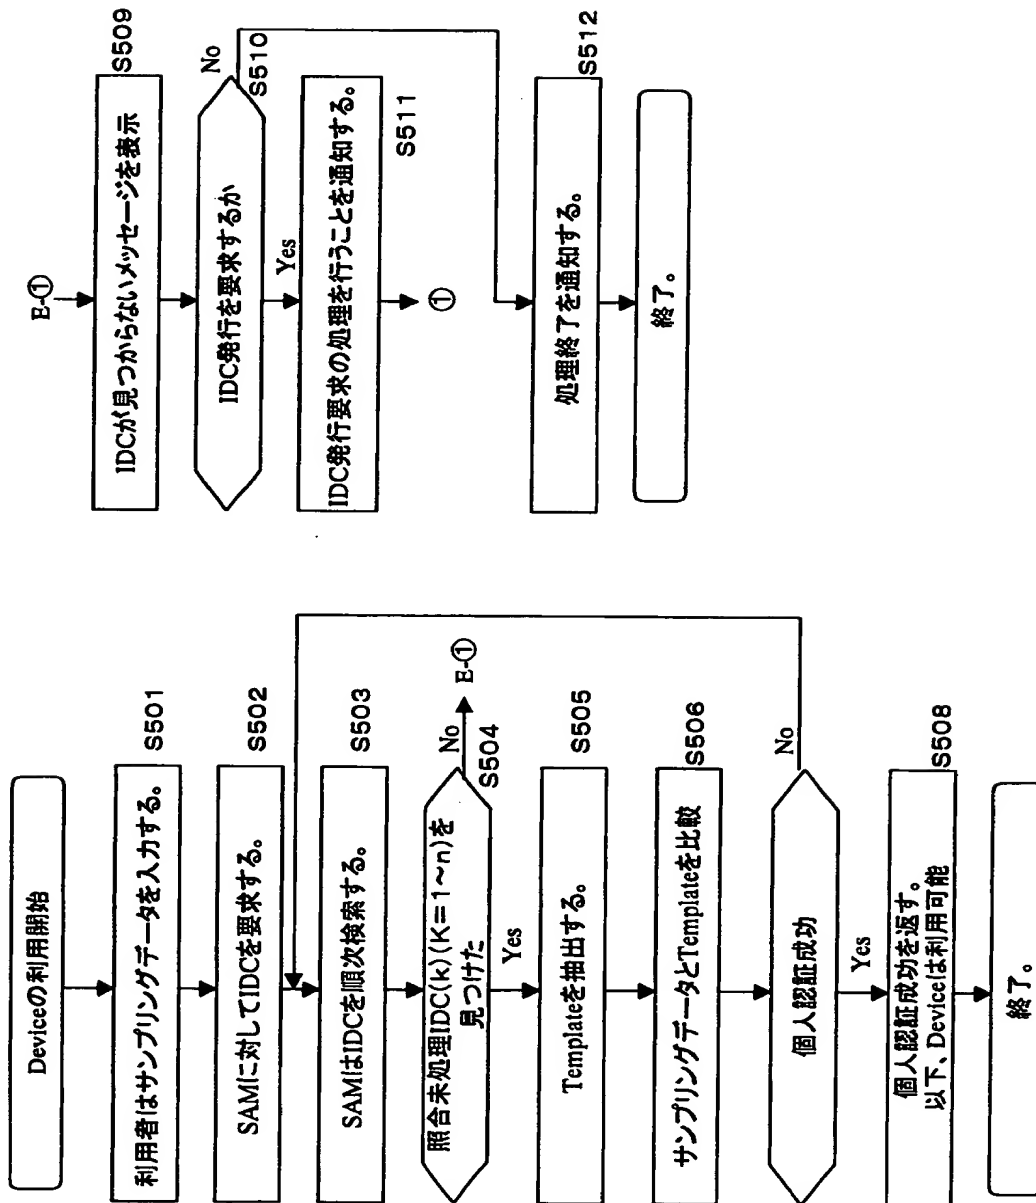 Deviceの利用開始
利用者はサンプリングデータを入力する。
S501
SAMに対してIDCを要求する。
S502
SAMはIDCを順次検索する。
S503
照合未処理IDC(k)(K=1~n)を
見つけた
No
E-①
S504
Yes
Templateを抽出する。
S505
サンプリングデータとTemplateを比較
S506
個人認証成功
No
Yes
個人認証成功を返す。
以下、Deviceは利用可能
S508
終了。
E-①
IDCが見つからないメッセージを表示
S509
IDC発行を要求するか
No
S510
Yes
IDC発行要求の処理を行うことを通知する。
S511
①
処理終了を通知する。
S512
終了。